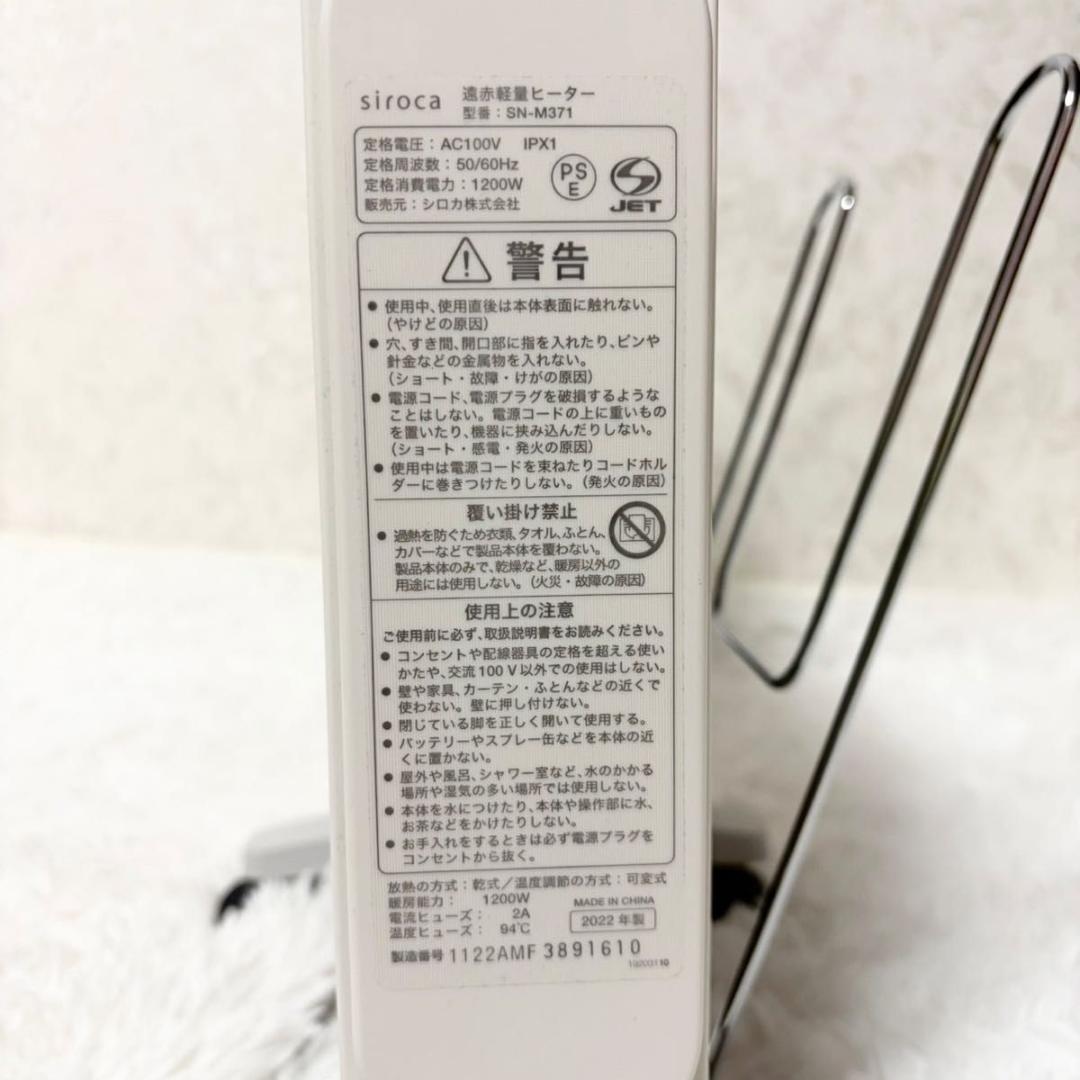 siroca 遠赤軽量ヒーター
型番：SN-M371
定格電圧：AC100V IPX1
定格周波数：50/60Hz
定格消費電力：1200W
販売元：シロカ株式会社
PS
E
JET
警告
● 使用中、使用直後は本体表面に触れない。
（やけどの原因）
● 穴、すき間、開口部に指を入れたり、ピンや
針金などの金属物を入れない。
（ショート・故障・けがの原因）
● 電源コード、電源プラグを破損するような
ことはしない。電源コードの上に重いもの
を置いたり、機器に挟み込んだりしない。
（ショート・感電・発火の原因）
● 使用中は電源コードを束ねたりコードホル
ダーに巻きつけたりしない。（発火の原因）
覆い掛け禁止
● 過熱を防ぐため衣類、タオル、ふとん、
カバーなどで製品本体を覆わない。
製品本体のみで、乾燥など、暖房以外の
用途には使用しない。（火災・故障の原因）
使用上の注意
ご使用前に必ず、取扱説明書をお読みください。
● コンセントや配線器具の定格を超える使い
かたや、交流100V以外での使用はしない。
● 壁や家具、カーテン・ふとんなどの近くで
使わない。壁に押し付けない。
● 閉じている脚を正しく開いて使用する。
● バッテリーやスプレー缶などを本体の近
くに置かない。
● 屋外や風呂、シャワー室など、水のかかる
場所や湿気の多い場所では使用しない。
● 本体を水につけたり、本体や操作部に水、
お茶などをかけたりしない。
● お手入れをするときは必ず電源プラグを
コンセントから抜く。
放熱の方式：乾式／温度調節の方式：可変式
暖房能力： 1200W
電流ヒューズ： 2A
温度ヒューズ： 94℃
MADE IN CHINA
2022年製
製造番号 1122AMF 3891610